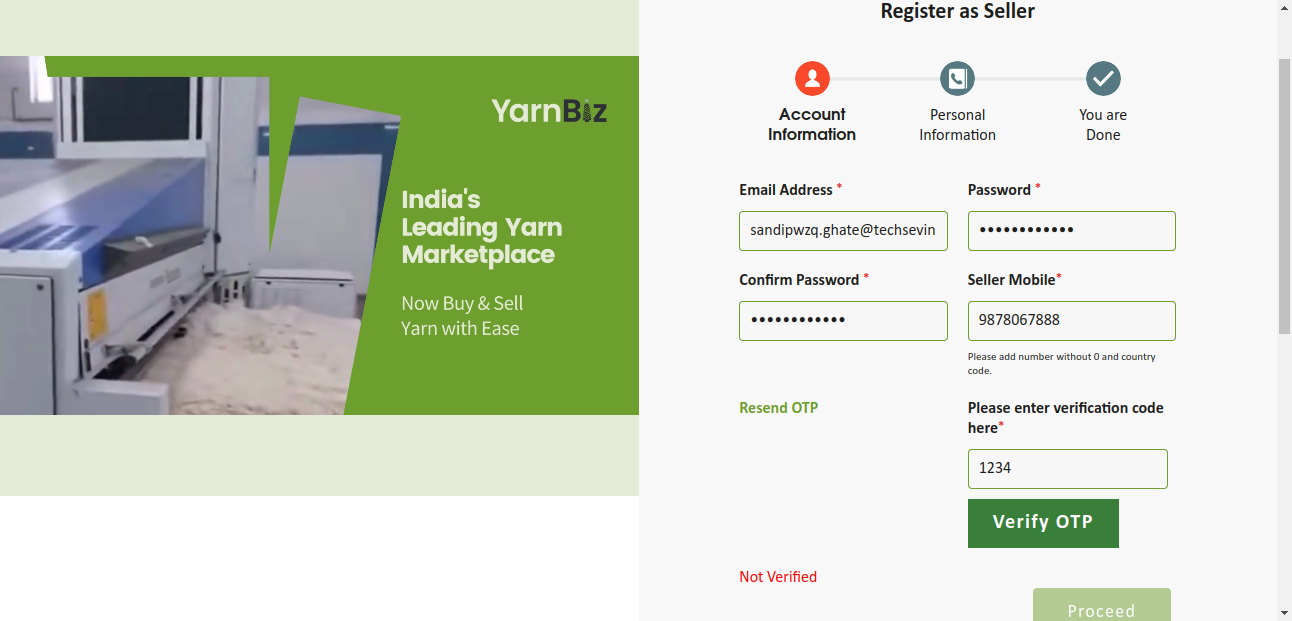 YarnBiz
India's
Leading Yarn
Marketplace
Now Buy & Sell
Yarn with Ease
Register as Seller
Account
Information
Personal
Information
You are
Done
Email Address *
Password *
sandipwzq.ghate@techsevin
••••••••••••
Confirm Password *
Seller Mobile*
••••••••••••
9878067888
Please add number without 0 and country
code.
Resend OTP
Please enter verification code
here*
1234
Verify OTP
Not Verified
Proceed